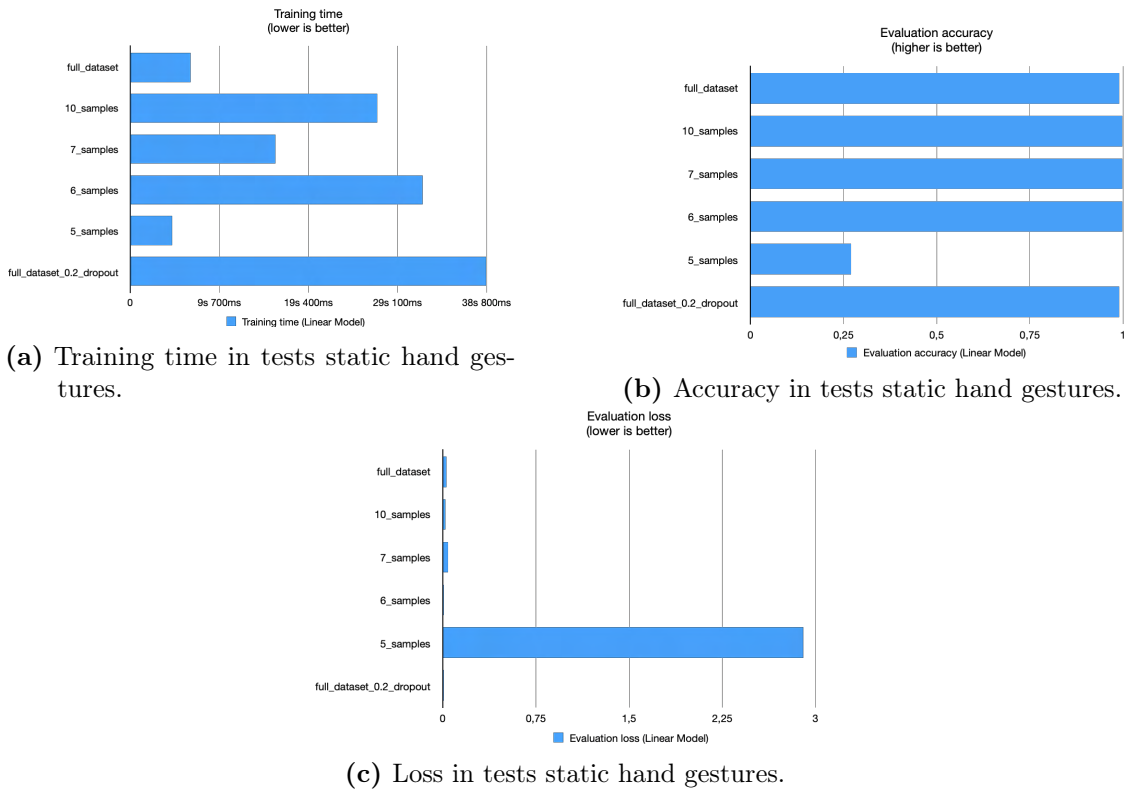 Training time
(lower is better)
full_dataset
10_samples
7_samples
6_samples
5_samples
full_dataset_0.2_dropout
0
9s 700ms
19s 400ms
29s 100ms
38s 800ms
Training time (Linear Model)
(a) Training time in tests static hand ges-
tures.
Evaluation accuracy
(higher is better)
full_dataset
10_samples
7_samples
6_samples
5_samples
full_dataset_0.2_dropout
0
0,25
0,5
0,75
1
Evaluation accuracy (Linear Model)
(b) Accuracy in tests static hand gestures.
Evaluation loss
(lower is better)
full_dataset
10_samples
7_samples
6_samples
5_samples
full_dataset_0.2_dropout
0
0,75
1,5
2,25
3
Evaluation loss (Linear Model)
(c) Loss in tests static hand gestures.